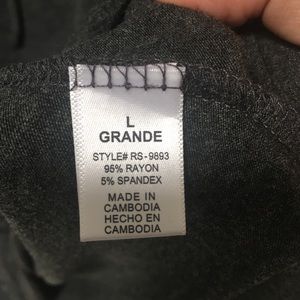 L
GRANDE
STYLE# RS-9893
95% RAYON
5% SPANDEX
MADE IN
CAMBODIA
HECHO EN
CAMBODIA